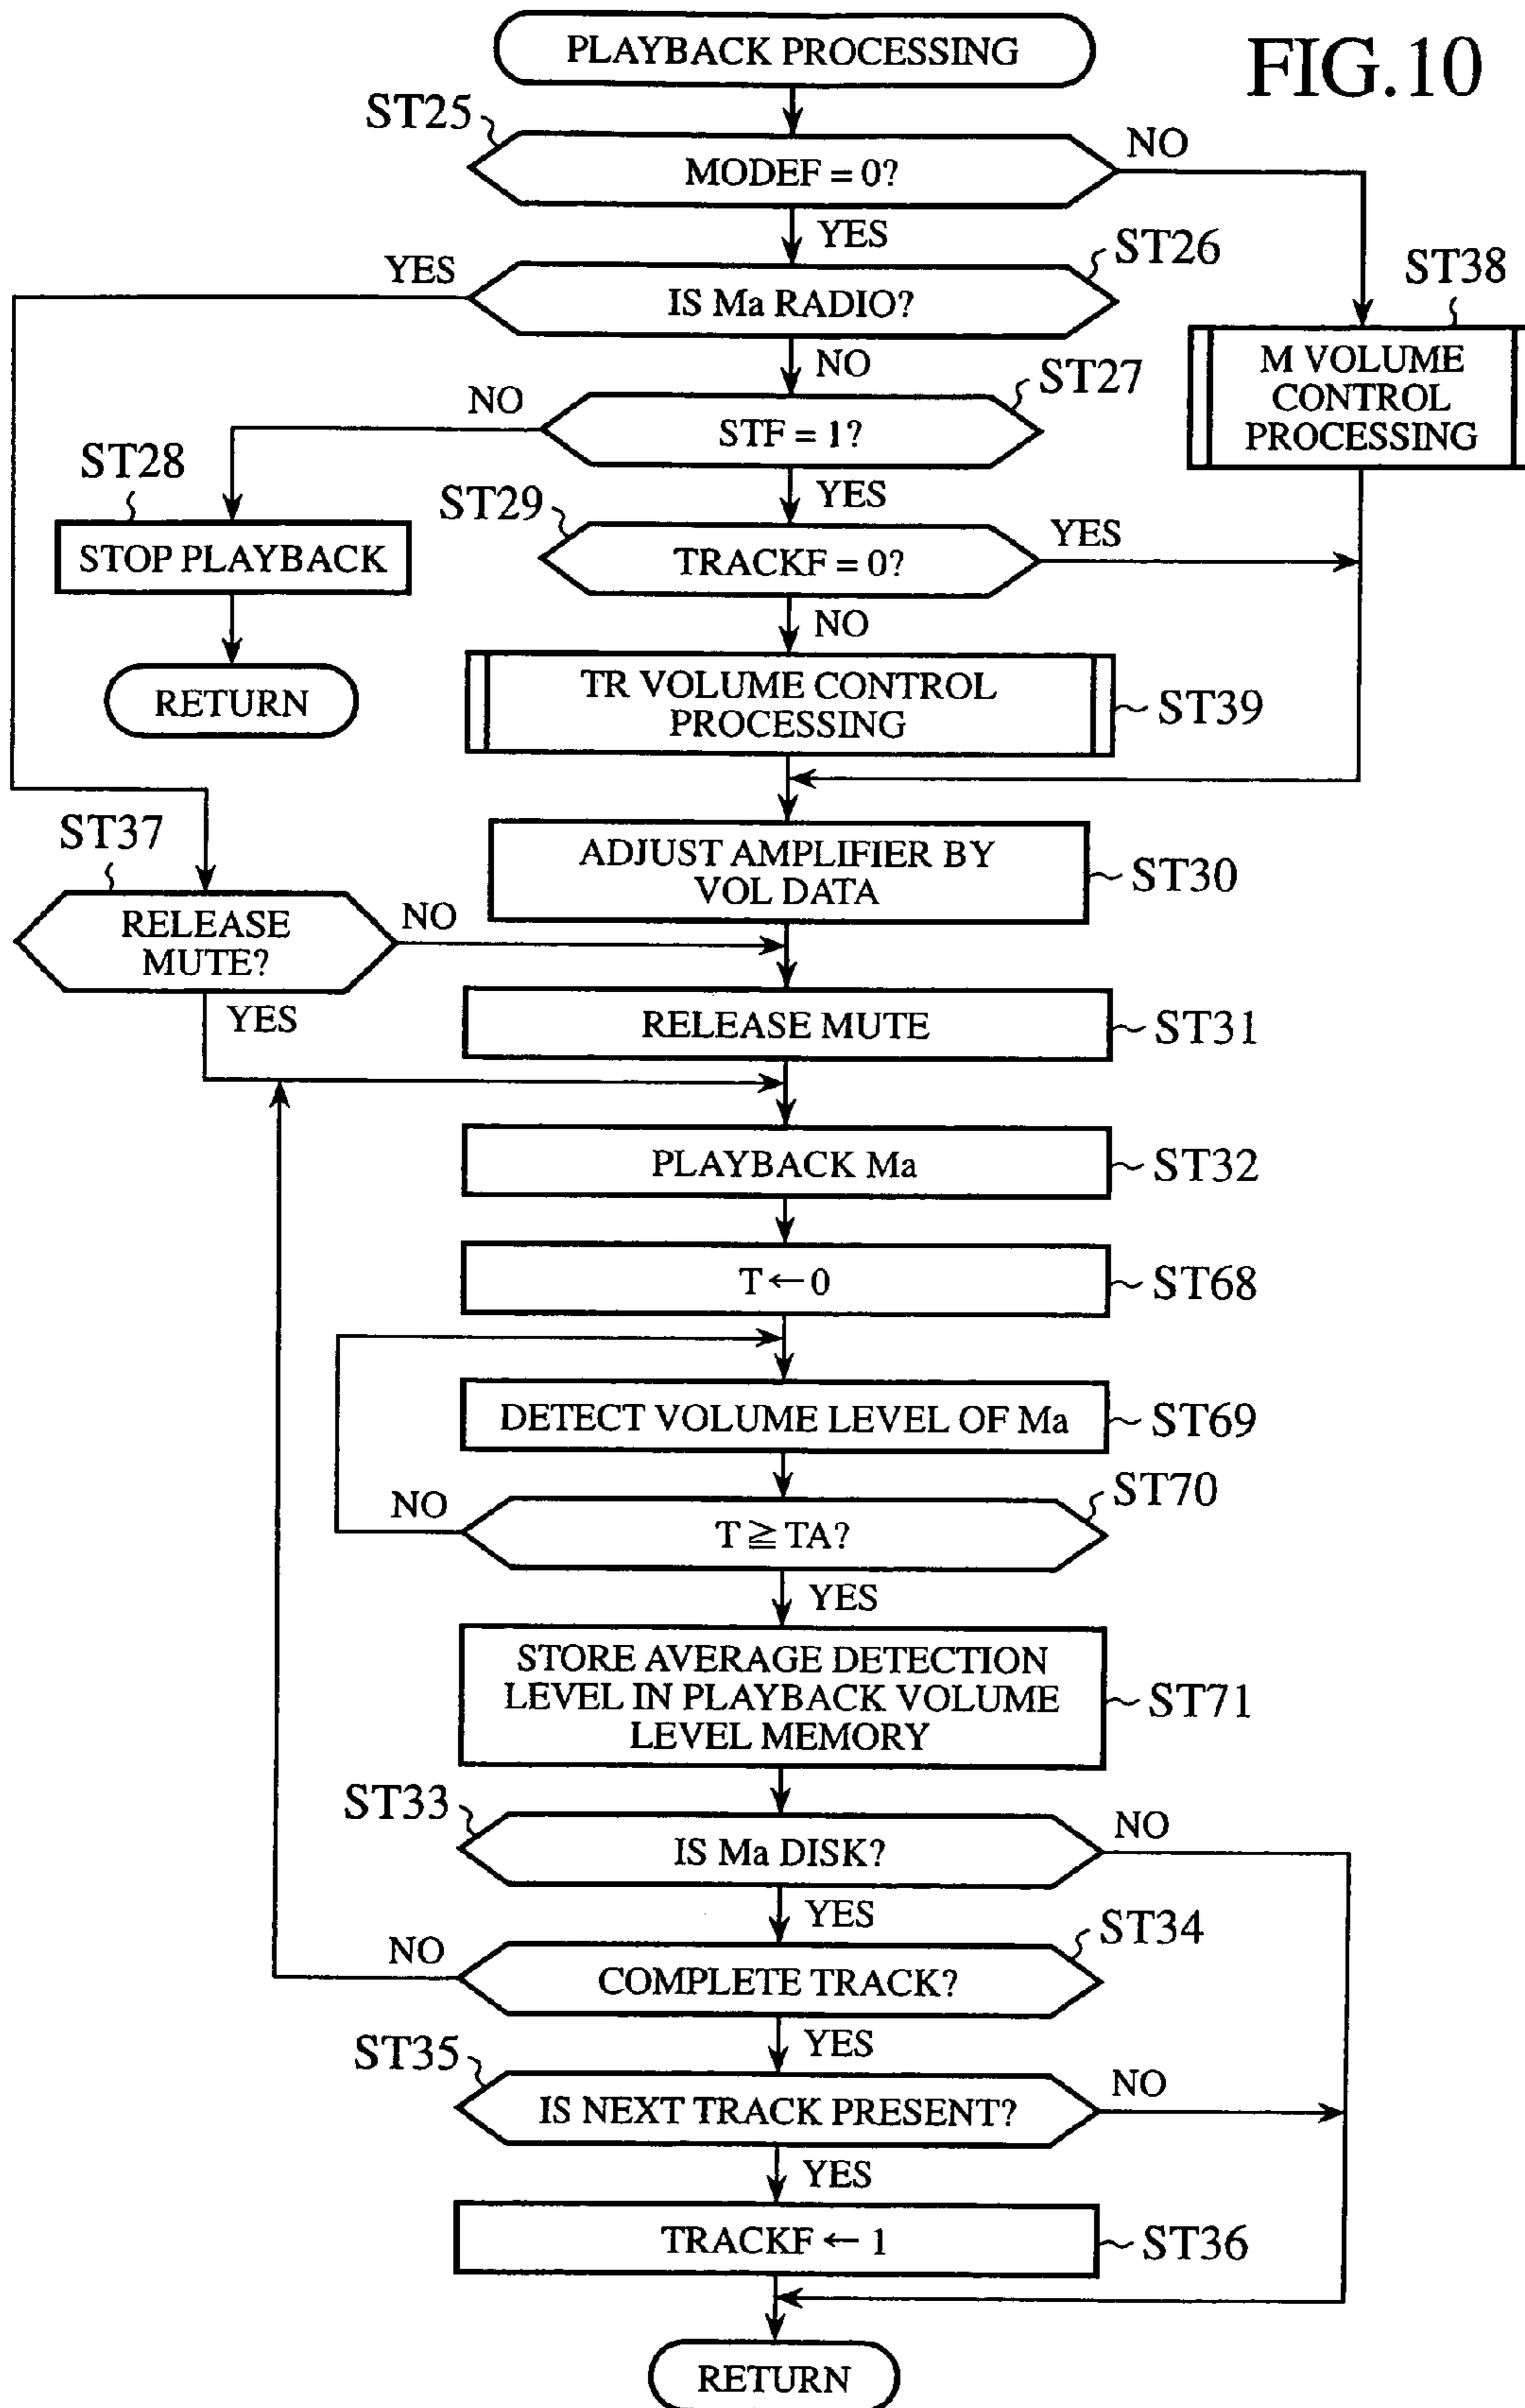 PLAYBACK PROCESSING
FIG.10
ST25
MODEF = 0?
NO
YES
ST26
YES
IS Ma RADIO?
ST38
NO
M VOLUME
CONTROL
PROCESSING
ST27
NO
STF = 1?
ST28
YES
STOP PLAYBACK
ST29
TRACKF = 0?
YES
NO
RETURN
TR VOLUME CONTROL
PROCESSING
ST39
ST37
ADJUST AMPLIFIER BY
VOL DATA
ST30
RELEASE
MUTE?
NO
YES
RELEASE MUTE
ST31
PLAYBACK Ma
ST32
T ← 0
ST68
DETECT VOLUME LEVEL OF Ma
ST69
NO
T ≧ TA?
ST70
YES
STORE AVERAGE DETECTION
LEVEL IN PLAYBACK VOLUME
LEVEL MEMORY
ST71
ST33
IS Ma DISK?
NO
YES
ST34
NO
COMPLETE TRACK?
YES
ST35
IS NEXT TRACK PRESENT?
NO
YES
TRACKF ← 1
ST36
RETURN